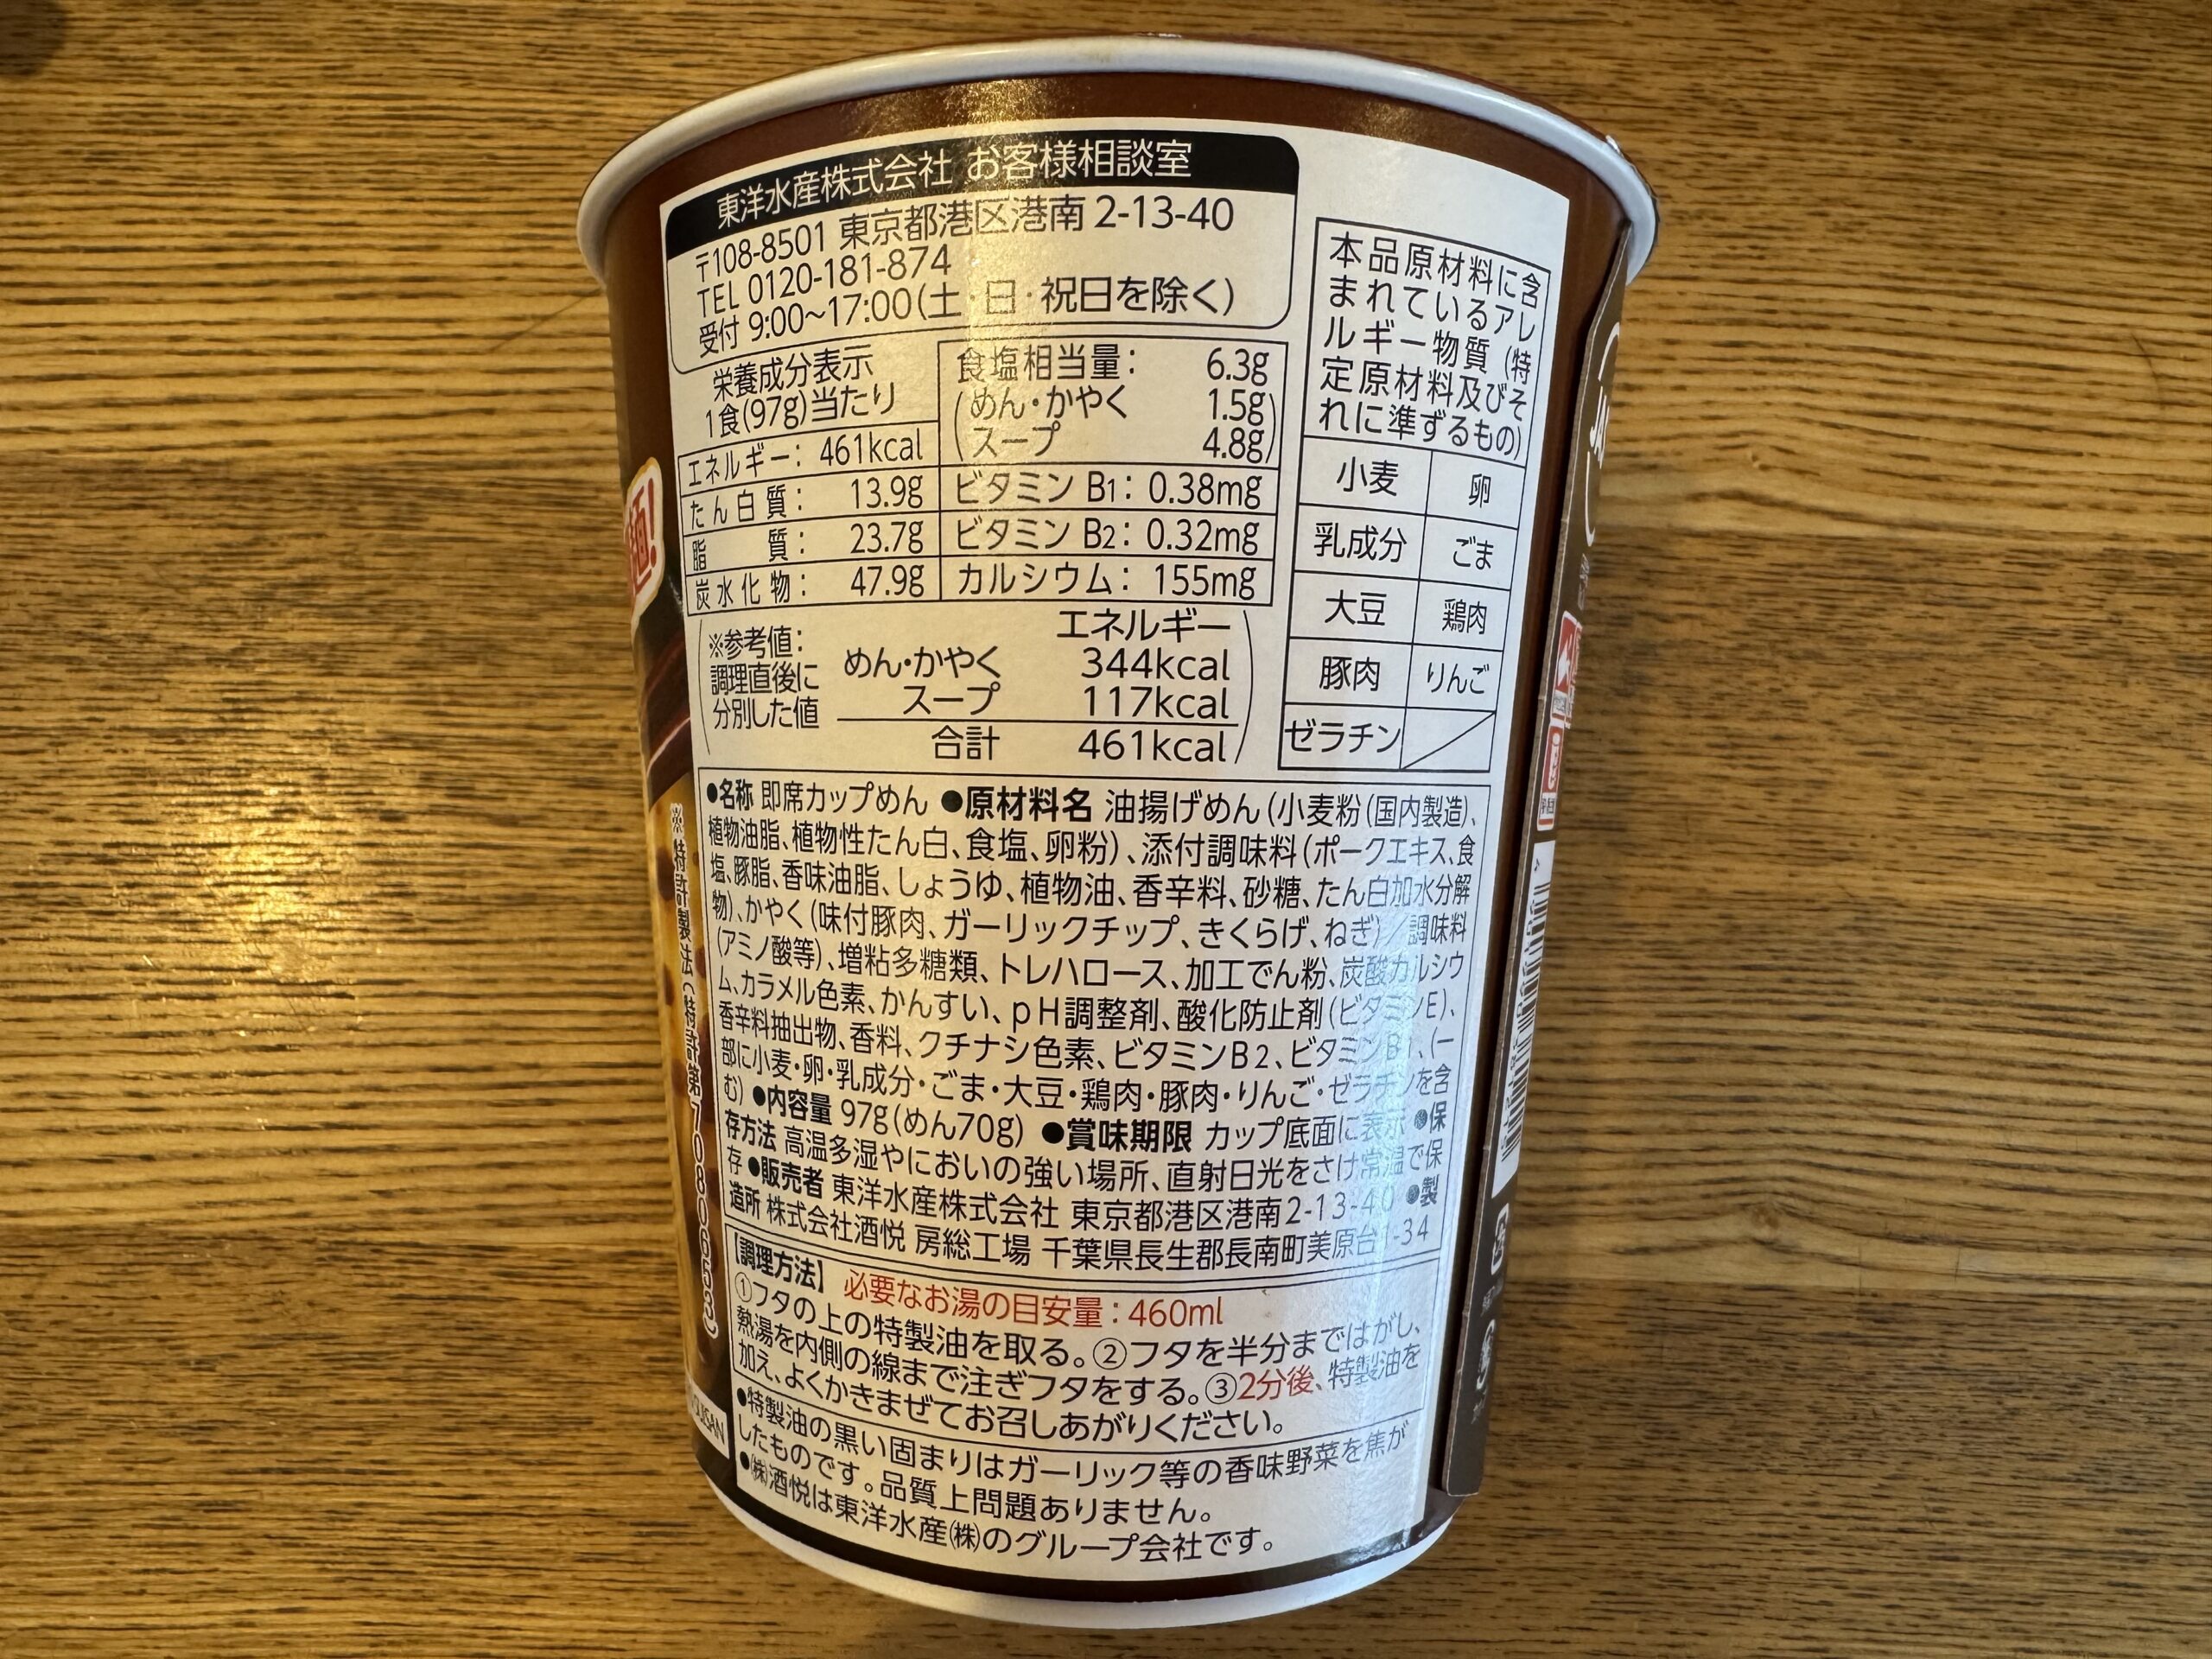 東洋水産株式会社 お客様相談室
〒108-8501 東京都港区港南 2-13-40
TEL 0120-181-874
受付 9:00~17:00(土・日・祝日を除く)
栄養成分表示
1食(97g)当たり
エネルギー: 461kcal
たん白質: 13.9g
脂質: 23.7g
炭水化物: 47.9g
食塩相当量: 6.3g
(めん・かやく 1.5g)
(スープ 4.8g)
ビタミン B1: 0.38mg
ビタミン B2: 0.32mg
カルシウム: 155mg
※参考値:
調理直後に
分別した値
エネルギー
めん・かやく 344kcal
スープ 117kcal
合計 461kcal
本品原材料に含
まれているアレ
ルギー物質(特
定原材料及びそ
れに準ずるもの)
小麦 卵
乳成分 ごま
大豆 鶏肉
豚肉 りんご
ゼラチン
●名称 即席カップめん ●原材料名 油揚げめん(小麦粉(国内製造)、
植物油脂、植物性たん白、食塩、卵粉)、添付調味料(ポークエキス、食
塩、豚脂、香味油脂、しょうゆ、植物油、香辛料、砂糖、たん白加水分解
物)、かやく(味付豚肉、ガーリックチップ、きくらげ、ねぎ)/調味料
(アミノ酸等)、増粘多糖類、トレハロース、加工でん粉、炭酸カルシウ
ム、カラメル色素、かんすい、pH調整剤、酸化防止剤(ビタミンE)、
香辛料抽出物、香料、クチナシ色素、ビタミンB2、ビタミンB1、(一
部に小麦・卵・乳成分・ごま・大豆・鶏肉・豚肉・りんご・ゼラチンを含
む) ●内容量 97g(めん70g) ●賞味期限 カップ底面に表示 ●保
存方法 高温多湿やにおいの強い場所、直射日光をさけ常温で保
存 ●販売者 東洋水産株式会社 東京都港区港南2-13-40 ●製
造所 株式会社酒悦 房総工場 千葉県長生郡長南町美原台1-34
【調理方法】 必要なお湯の目安量:460ml
①フタの上の特製油を取る。②フタを半分まではがし、
熱湯を内側の線まで注ぎフタをする。③2分後、特製油を
加え、よくかきまぜてお召しあがりください。
●特製油の黒い固まりはガーリック等の香味野菜を焦が
したものです。品質上問題ありません。
●㈱酒悦は東洋水産㈱のグループ会社です。
※特許製法(特許第7080653)